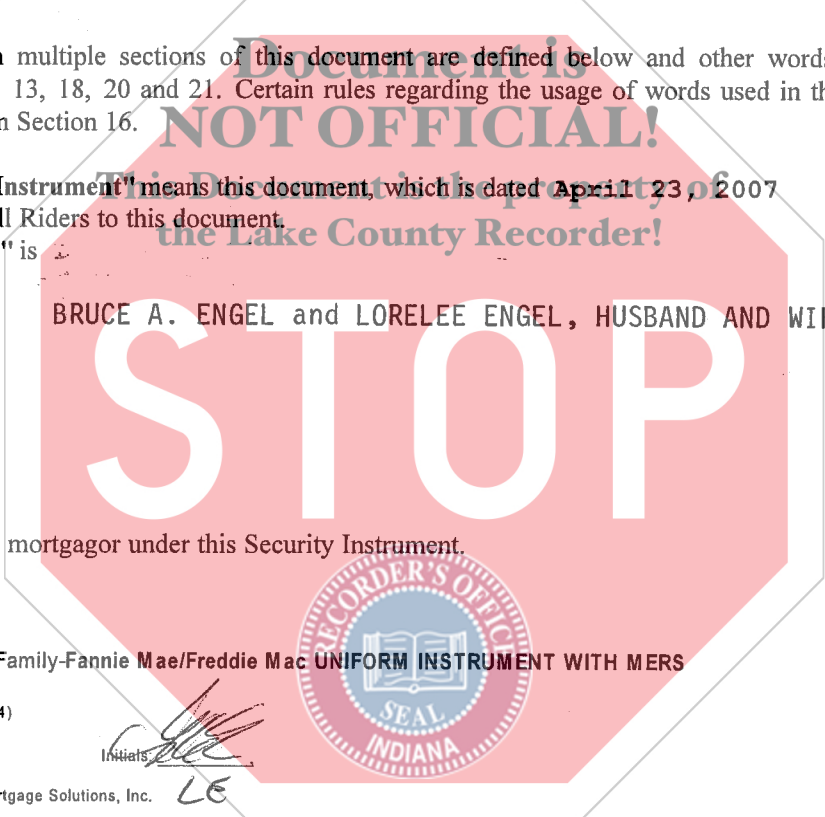 multiple sections of this document are defined below and other words
Document is
13, 18, 20 and 21. Certain rules regarding the usage of words used in th
n Section 16.
NOT OFFICIAL!
Instrument" means this document, which is dated April 23, 2007
This Document is the property of
ll Riders to this document.
the Lake County Recorder!
" is
BRUCE A. ENGEL and LORELEE ENGEL, HUSBAND AND WIF
STOP
mortgagor under this Security Instrument.
RECORDER'S OFFICE
SEAL
INDIANA
Family-Fannie Mae/Freddie Mac UNIFORM INSTRUMENT WITH MERS
4)
Initials:
LE
rtgage Solutions, Inc.